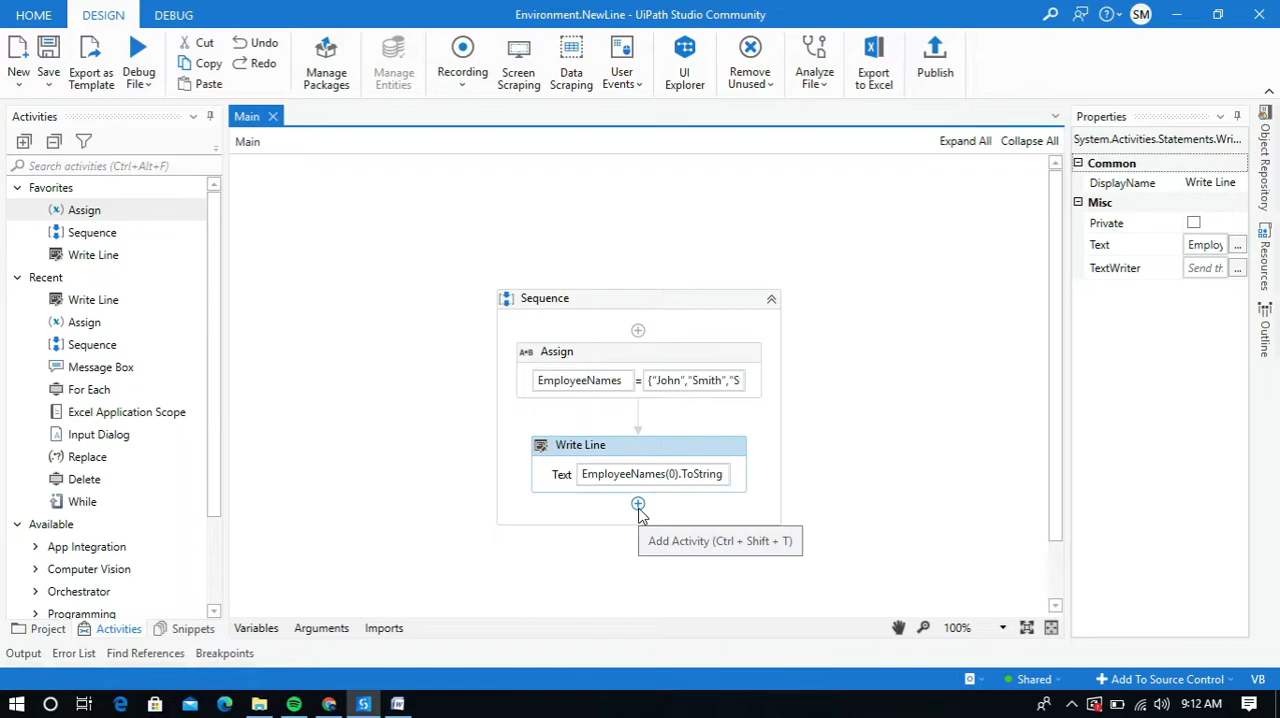 HOME DESIGN DEBUG Environment.NewLine - UiPath Studio Community SM
New Save Export as Template Debug File Cut Copy Paste Undo Redo Manage Packages Manage Entities Recording Screen Scraping Data Scraping User Events UI Explorer Remove Unused Analyze File Export to Excel Publish
Activities
Search activities (Ctrl+Alt+F)
Favorites
Assign
Sequence
Write Line
Recent
Write Line
Assign
Sequence
Message Box
For Each
Excel Application Scope
Input Dialog
Replace
Delete
While
Available
App Integration
Computer Vision
Orchestrator
Programming
Project Activities Snippets
Main
Main Expand All Collapse All
Sequence
Assign
EmployeeNames = {"John","Smith","S
Write Line
Text EmployeeNames(0).ToString
Add Activity (Ctrl + Shift + T)
Variables Arguments Imports 100%
Properties
System.Activities.Statements.Wri...
Common
DisplayName Write Line
Misc
Private
Text Employ ...
TextWriter Send th ...
Object Repository
Resources
Outline
Output Error List Find References Breakpoints
Shared Add To Source Control VB
9:12 AM